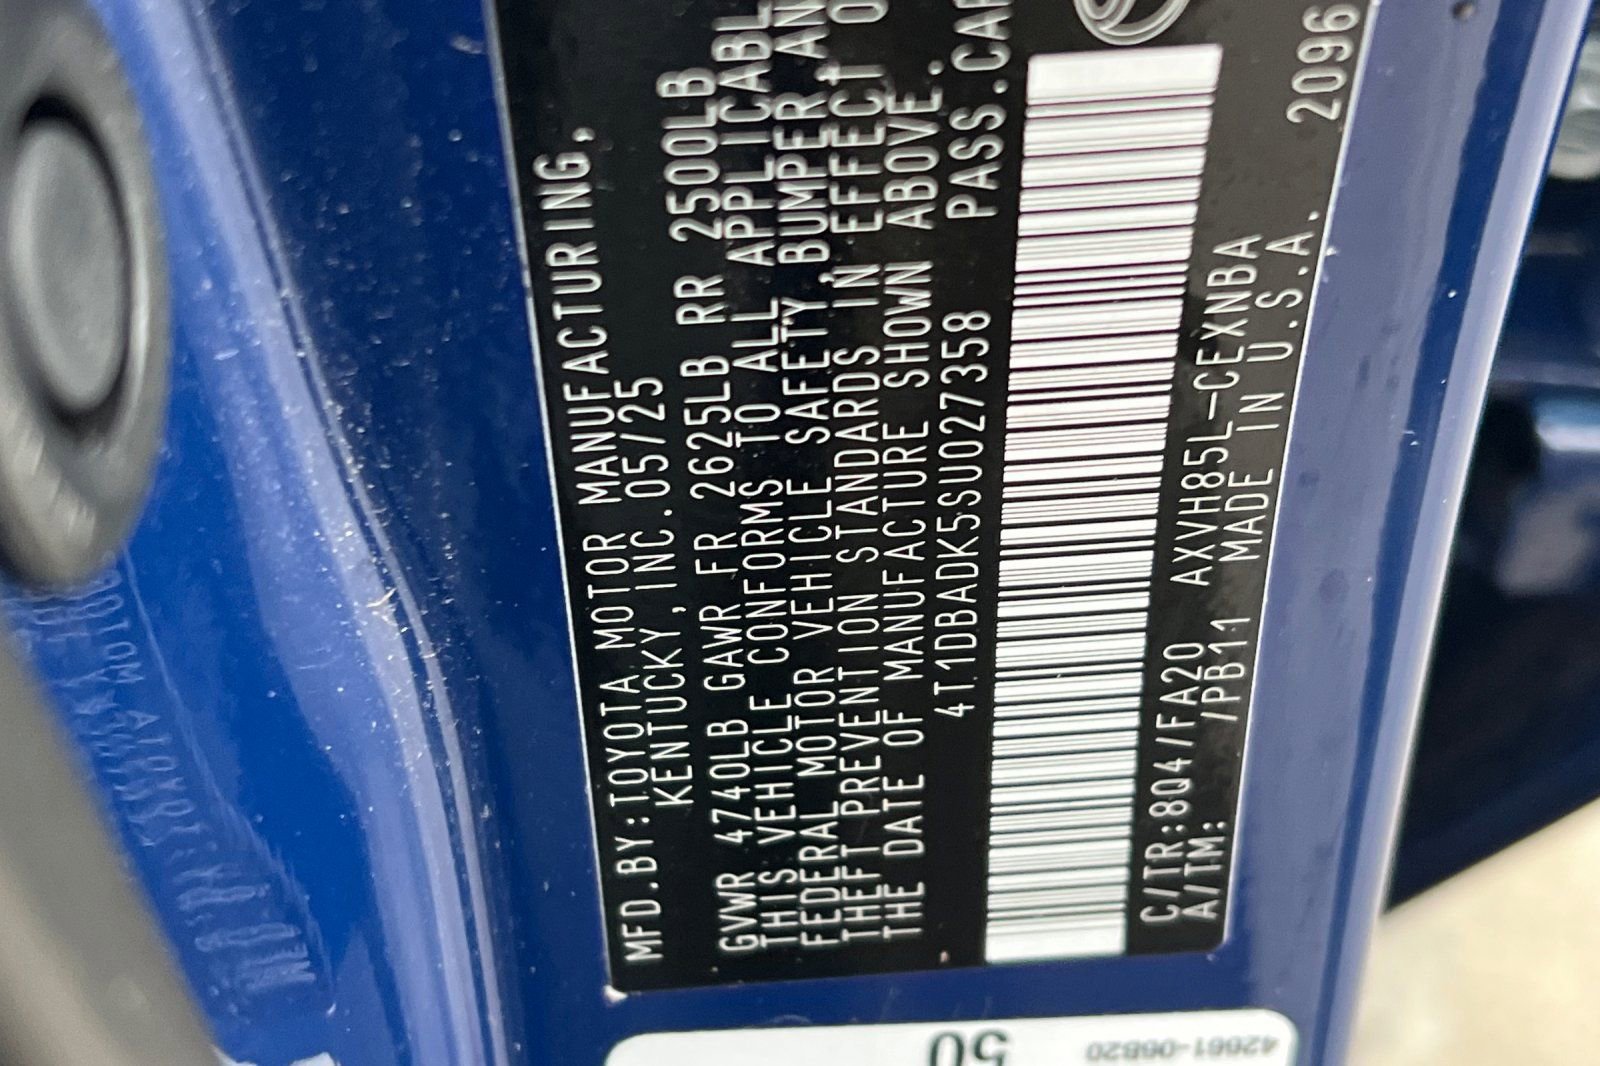 MFD.BY:TOYOTA MOTOR MANUFACTURING,
KENTUCKY,INC.05/25
GVWR 4740LB GAWR FR 2625LB RR 2500LB
THIS VEHICLE CONFORMS TO ALL APPLICABL
FEDERAL MOTOR VEHICLE SAFETY,BUMPER,AN
THEFT PREVENTION STANDARDS IN EFFECT O
THE DATE OF MANUFACTURE SHOWN ABOVE.
4T1DBADK5SU027358 PASS.CAR
C/TR:8Q4/FA20 AXVH85L-CEXNBA
A/TM: /PB11 MADE IN U.S.A. 2096
50
42661-06B20